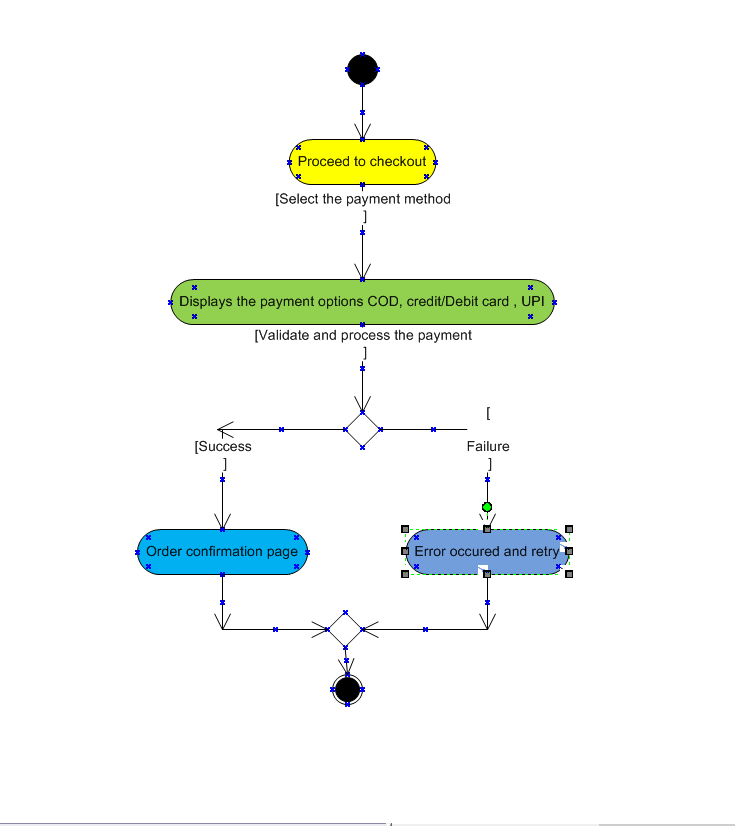 Proceed to checkout
[Select the payment method
]
Displays the payment options COD, credit/Debit card , UPI
[Validate and process the payment
]
[
[Success
]
Failure
]
Order confirmation page
Error occured and retry